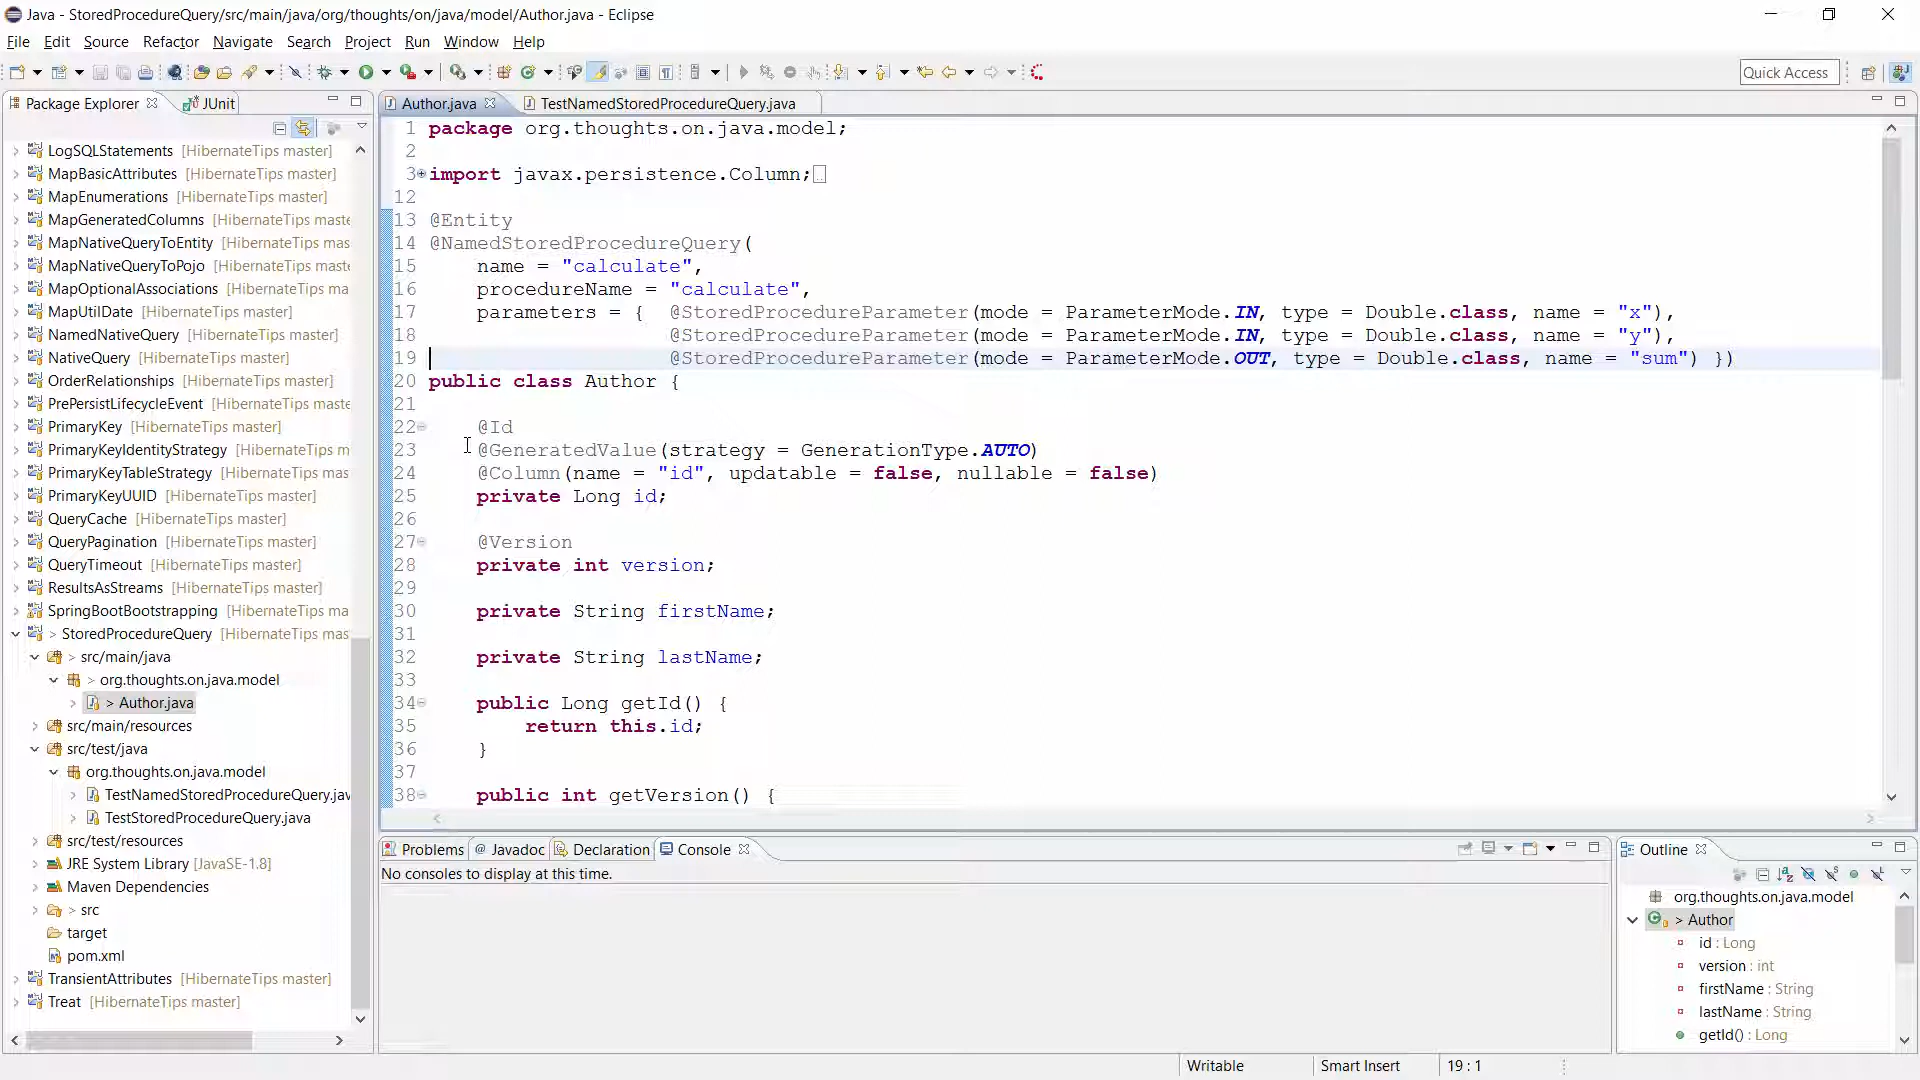 Java - StoredProcedureQuery/src/main/java/org/thoughts/on/java/model/Author.java - Eclipse
File Edit Source Refactor Navigate Search Project Run Window Help
Quick Access
Package Explorer
JUnit
LogSQLStatements [HibernateTips master]
MapBasicAttributes [HibernateTips master]
MapEnumerations [HibernateTips master]
MapGeneratedColumns [HibernateTips maste
MapNativeQueryToEntity [HibernateTips mas
MapNativeQueryToPojo [HibernateTips maste
MapOptionalAssociations [HibernateTips mas
MapUtilDate [HibernateTips master]
NamedNativeQuery [HibernateTips master]
NativeQuery [HibernateTips master]
OrderRelationships [HibernateTips master]
PrePersistLifecycleEvent [HibernateTips maste
PrimaryKey [HibernateTips master]
PrimaryKeyIdentityStrategy [HibernateTips ma
PrimaryKeyTableStrategy [HibernateTips mast
PrimaryKeyUUID [HibernateTips master]
QueryCache [HibernateTips master]
QueryPagination [HibernateTips master]
QueryTimeout [HibernateTips master]
ResultsAsStreams [HibernateTips master]
SpringBootBootstrapping [HibernateTips ma
> StoredProcedureQuery [HibernateTips mas
> src/main/java
> org.thoughts.on.java.model
> Author.java
src/main/resources
src/test/java
org.thoughts.on.java.model
TestNamedStoredProcedureQuery.jav
TestStoredProcedureQuery.java
src/test/resources
JRE System Library [JavaSE-1.8]
Maven Dependencies
> src
target
pom.xml
TransientAttributes [HibernateTips master]
Treat [HibernateTips master]
Author.java
TestNamedStoredProcedureQuery.java
1 package org.thoughts.on.java.model;
2
3 import javax.persistence.Column;
12
13 @Entity
14 @NamedStoredProcedureQuery(
15 name = "calculate",
16 procedureName = "calculate",
17 parameters = { @StoredProcedureParameter(mode = ParameterMode.IN, type = Double.class, name = "x"),
18 @StoredProcedureParameter(mode = ParameterMode.IN, type = Double.class, name = "y"),
19 @StoredProcedureParameter(mode = ParameterMode.OUT, type = Double.class, name = "sum") })
20 public class Author {
21
22 @Id
23 @GeneratedValue(strategy = GenerationType.AUTO)
24 @Column(name = "id", updatable = false, nullable = false)
25 private Long id;
26
27 @Version
28 private int version;
29
30 private String firstName;
31
32 private String lastName;
33
34 public Long getId() {
35 return this.id;
36 }
37
38 public int getVersion() {
Problems
@ Javadoc
Declaration
Console
No consoles to display at this time.
Outline
org.thoughts.on.java.model
> Author
id : Long
version : int
firstName : String
lastName : String
getId() : Long
Writable
Smart Insert
19 : 1